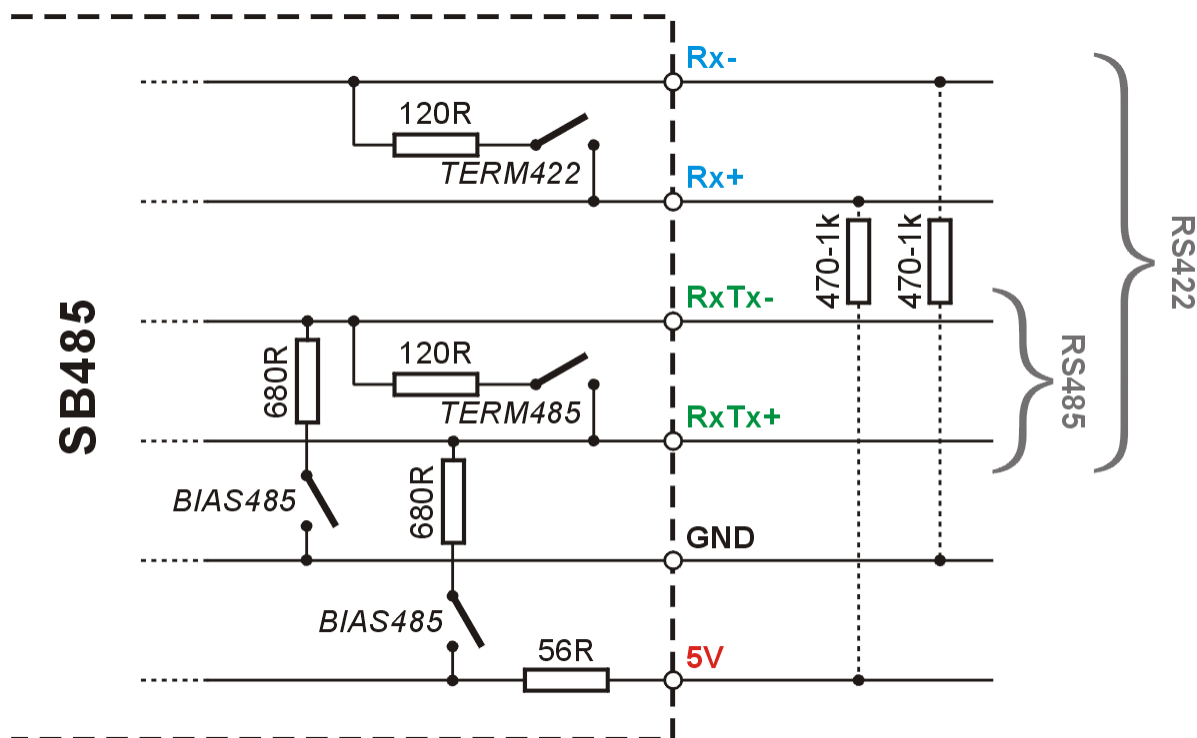 Rx-
120R
TERM422
Rx+
470-1k
470-1k
RS422
SB485
RxTx-
680R
120R
TERM485
RS485
RxTx+
BIAS485
680R
GND
BIAS485
56R
5V